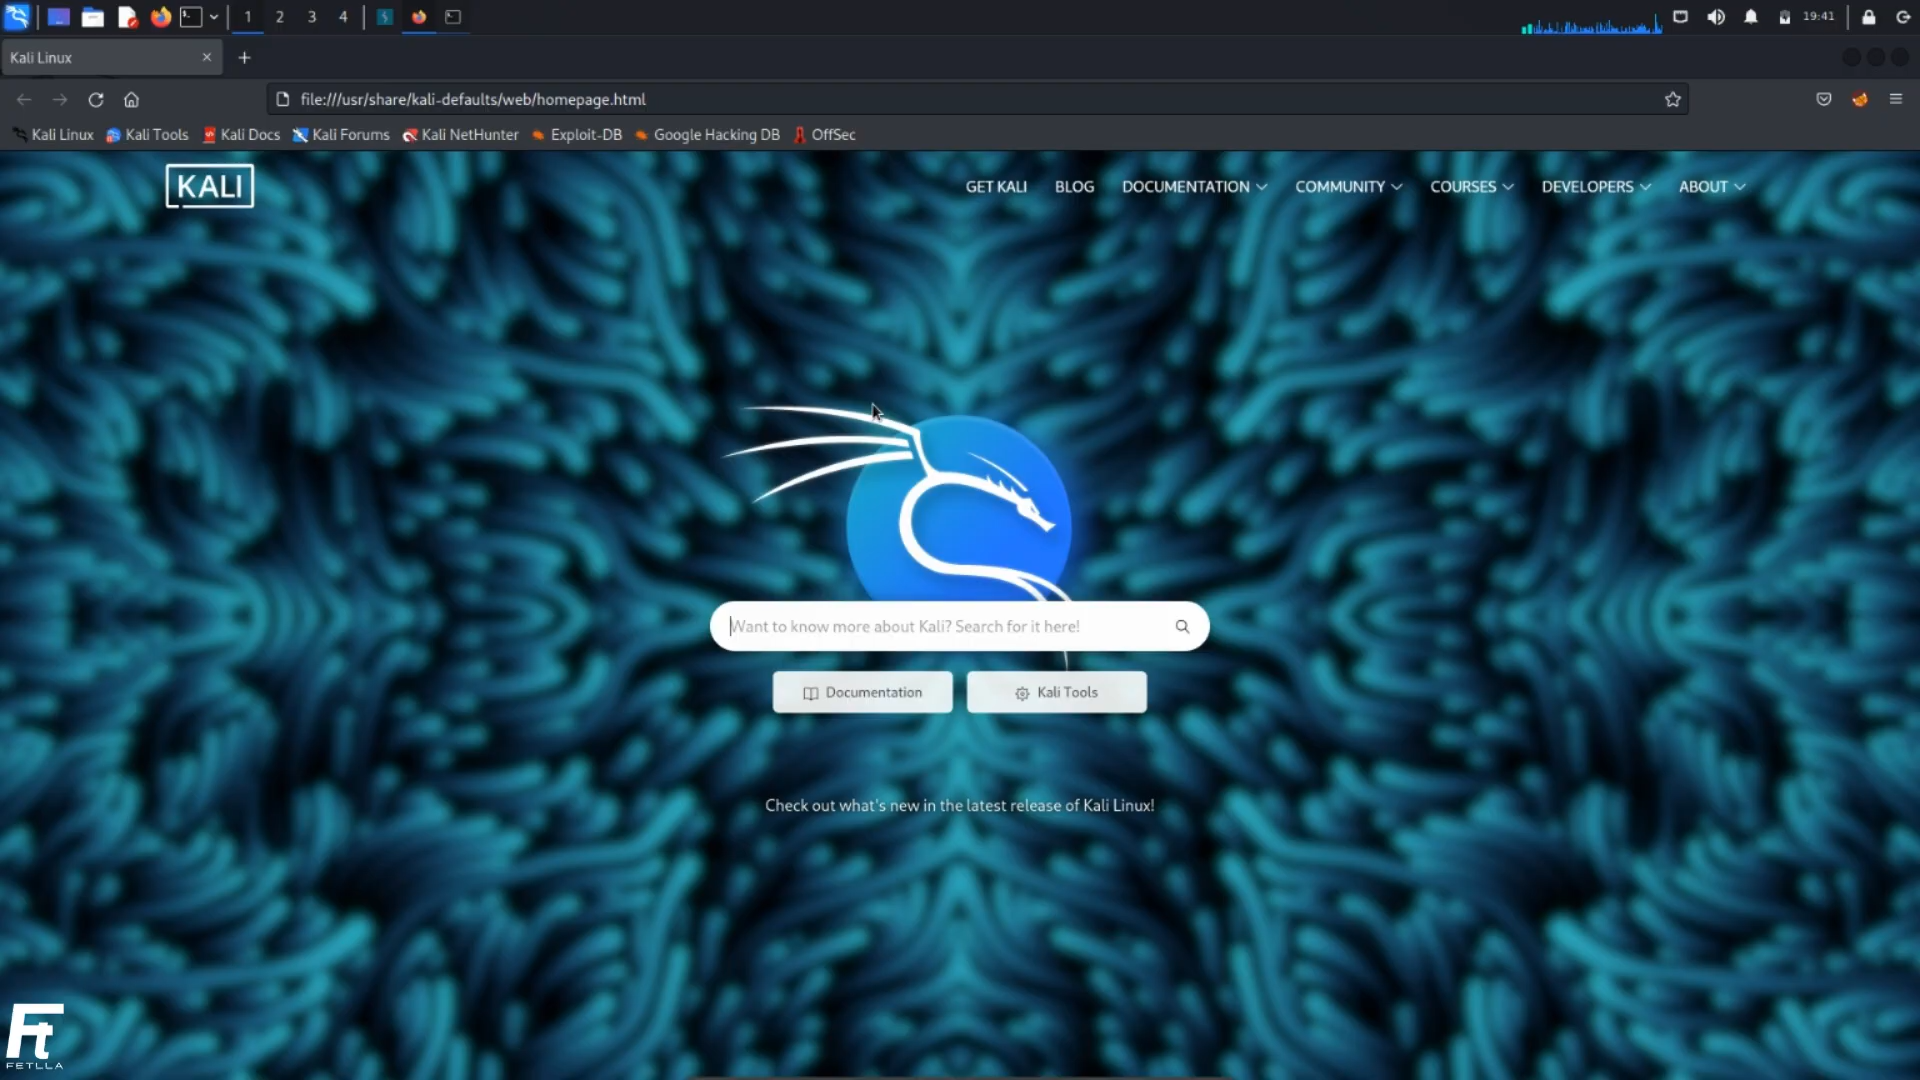 1 2 3 4
19:41
Kali Linux
file:///usr/share/kali-defaults/web/homepage.html
Kali Linux Kali Tools Kali Docs Kali Forums Kali NetHunter Exploit-DB Google Hacking DB OffSec
KALI
GET KALI BLOG DOCUMENTATION COMMUNITY COURSES DEVELOPERS ABOUT
Want to know more about Kali? Search for it here!
Documentation Kali Tools
Check out what's new in the latest release of Kali Linux!
Ft
FETLLA